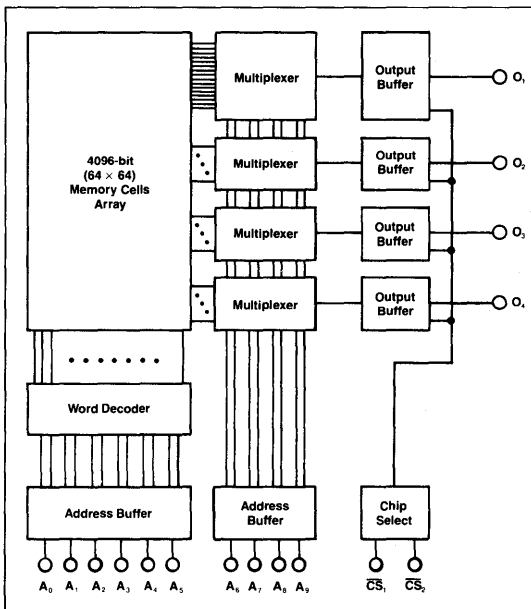 4096-bit
(64 × 64)
Memory Cells
Array
Multiplexer
Output
Buffer
O₁
Multiplexer
Output
Buffer
O₂
Multiplexer
Output
Buffer
O₃
Multiplexer
Output
Buffer
O₄
Word Decoder
Address Buffer
Address
Buffer
Chip
Select
A₀ A₁ A₂ A₃ A₄ A₅ A₆ A₇ A₈ A₉ C̅S̅₁ C̅S̅₂